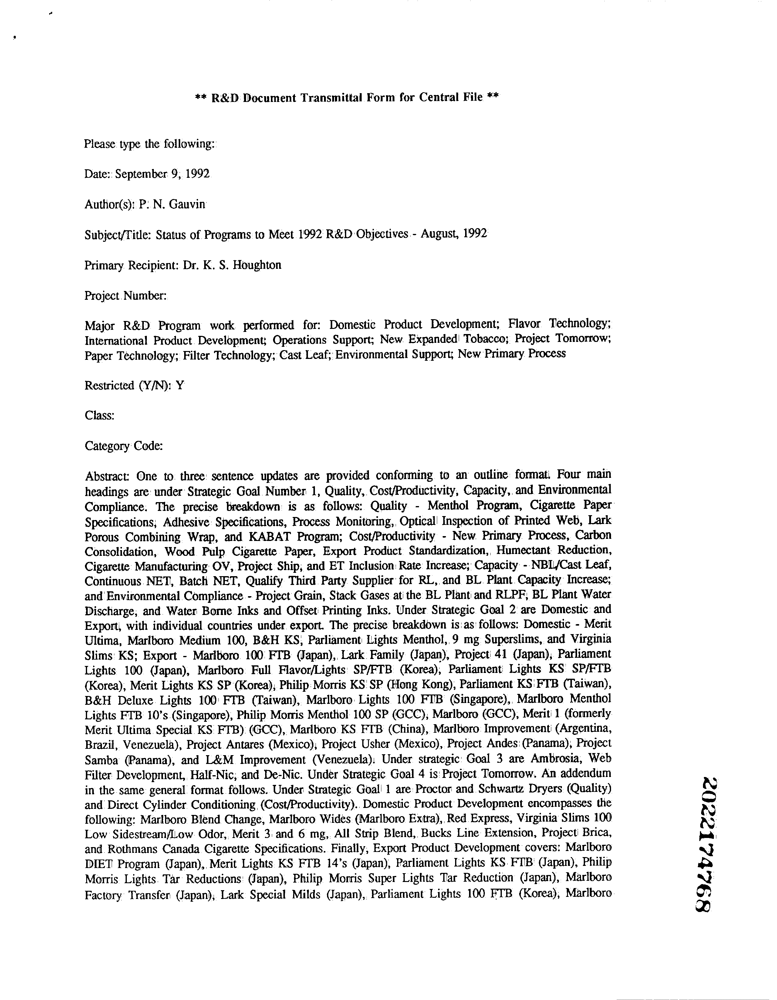 ** R&D Document Transmittal Form for Central File **
Please type the following:
Date: September 9, 1992
Author(s): P. N. Gauvin
Subject/Title: Status of Programs to Meet 1992 R&D Objectives - August, 1992
Primary Recipient: Dr. K. S. Houghton
Project Number:
Major R&D Program work performed for: Domestic Product Development; Flavor Technology;
International Product Development; Operations Support; New Expanded Tobacco; Project Tomorrow;
Paper Technology; Filter Technology; Cast Leaf; Environmental Support; New Primary Process
Restricted (Y/N): Y
Class:
Category Code:
Abstract: One to three sentence updates are provided conforming to an outline format. Four main
headings are under Strategic Goal Number 1, Quality, Cost/Productivity, Capacity, and Environmental
Compliance. The precise breakdown is as follows: Quality - Menthol Program, Cigarette Paper
Specifications, Adhesive Specifications, Process Monitoring, Optical Inspection of Printed Web, Lark
Porous Combining Wrap, and KABAT Program; Cost/Productivity - New Primary Process, Carbon
Consolidation, Wood Pulp Cigarette Paper, Export Product Standardization, Humectant Reduction,
Cigarette Manufacturing OV, Project Ship, and ET Inclusion Rate Increase; Capacity - NBL/Cast Leaf,
Continuous NET, Batch NET, Qualify Third Party Supplier for RL, and BL Plant Capacity Increase;
and Environmental Compliance - Project Grain, Stack Gases at the BL Plant and RLPF, BL Plant Water
Discharge, and Water Borne Inks and Offset Printing Inks. Under Strategic Goal 2 are Domestic and
Export, with individual countries under export. The precise breakdown is as follows: Domestic - Merit
Ultima, Marlboro Medium 100, B&H KS, Parliament Lights Menthol, 9 mg Superslims, and Virginia
Slims KS; Export - Marlboro 100 FTB (Japan), Lark Family (Japan), Project 41 (Japan), Parliament
Lights 100 (Japan), Marlboro Full Flavor/Lights SP/FTB (Korea), Parliament Lights KS SP/FTB
(Korea), Merit Lights KS SP (Korea), Philip Morris KS SP (Hong Kong), Parliament KS FTB (Taiwan),
B&H Deluxe Lights 100 FTB (Taiwan), Marlboro Lights 100 FTB (Singapore), Marlboro Menthol
Lights FTB 10's (Singapore), Philip Morris Menthol 100 SP (GCC), Marlboro (GCC), Merit 1 (formerly
Merit Ultima Special KS FTB) (GCC), Marlboro KS FTB (China), Marlboro Improvement (Argentina,
Brazil, Venezuela), Project Antares (Mexico), Project Usher (Mexico), Project Andes (Panama), Project
Samba (Panama), and L&M Improvement (Venezuela). Under strategic Goal 3 are Ambrosia, Web
Filter Development, Half-Nic, and De-Nic. Under Strategic Goal 4 is Project Tomorrow. An addendum
in the same general format follows. Under Strategic Goal 1 are Proctor and Schwartz Dryers (Quality)
and Direct Cylinder Conditioning (Cost/Productivity). Domestic Product Development encompasses the
following: Marlboro Blend Change, Marlboro Wides (Marlboro Extra), Red Express, Virginia Slims 100
Low Sidestream/Low Odor, Merit 3 and 6 mg, All Strip Blend, Bucks Line Extension, Project Brica,
and Rothmans Canada Cigarette Specifications. Finally, Export Product Development covers: Marlboro
DIET Program (Japan), Merit Lights KS FTB 14's (Japan), Parliament Lights KS FTB (Japan), Philip
Morris Lights Tar Reductions (Japan), Philip Morris Super Lights Tar Reduction (Japan), Marlboro
Factory Transfer (Japan), Lark Special Milds (Japan), Parliament Lights 100 FTB (Korea), Marlboro
2022174768